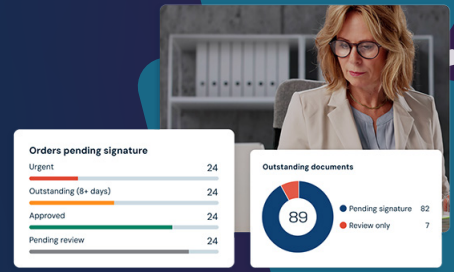 Orders pending signature
Urgent 24
Outstanding (8+ days) 24
Approved 24
Pending review 24
Outstanding documents
89
Pending signature 82
Review only 7